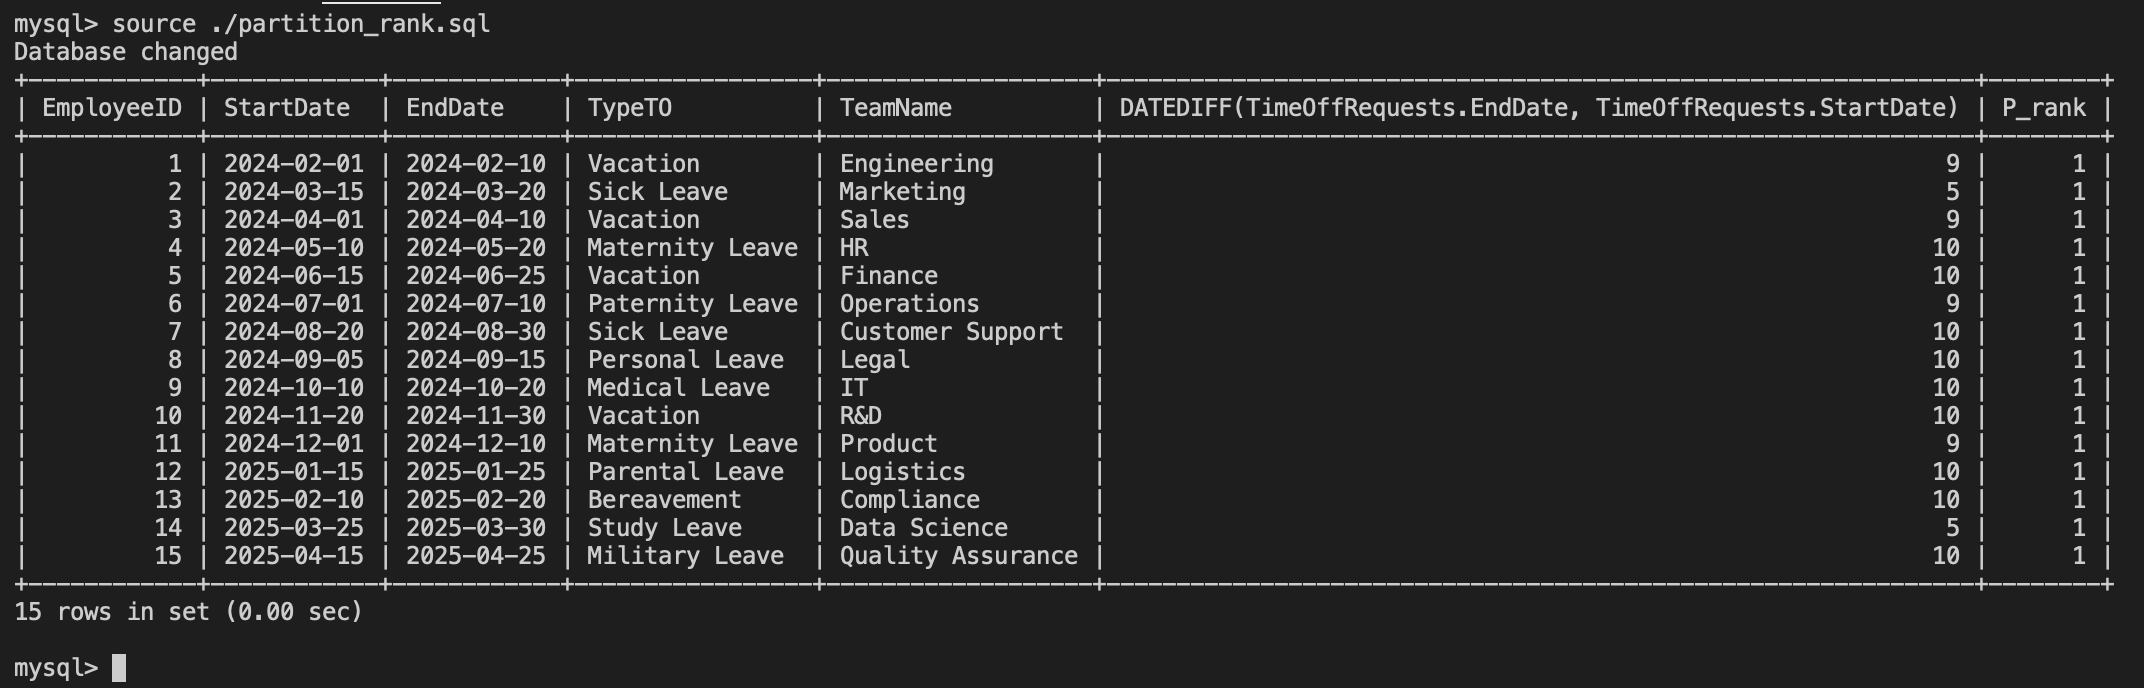 mysql> source ./partition_rank.sql
Database changed
+------------+------------+------------+-----------------+-------------------+--------------------------------------------------------------+--------+
| EmployeeID | StartDate  | EndDate    | TypeTO          | TeamName          | DATEDIFF(TimeOffRequests.EndDate, TimeOffRequests.StartDate) | P_rank |
+------------+------------+------------+-----------------+-------------------+--------------------------------------------------------------+--------+
|          1 | 2024-02-01 | 2024-02-10 | Vacation        | Engineering       |                                                            9 |      1 |
|          2 | 2024-03-15 | 2024-03-20 | Sick Leave      | Marketing         |                                                            5 |      1 |
|          3 | 2024-04-01 | 2024-04-10 | Vacation        | Sales             |                                                            9 |      1 |
|          4 | 2024-05-10 | 2024-05-20 | Maternity Leave | HR                |                                                           10 |      1 |
|          5 | 2024-06-15 | 2024-06-25 | Vacation        | Finance           |                                                           10 |      1 |
|          6 | 2024-07-01 | 2024-07-10 | Paternity Leave | Operations        |                                                            9 |      1 |
|          7 | 2024-08-20 | 2024-08-30 | Sick Leave      | Customer Support  |                                                           10 |      1 |
|          8 | 2024-09-05 | 2024-09-15 | Personal Leave  | Legal             |                                                           10 |      1 |
|          9 | 2024-10-10 | 2024-10-20 | Medical Leave   | IT                |                                                           10 |      1 |
|         10 | 2024-11-20 | 2024-11-30 | Vacation        | R&D               |                                                           10 |      1 |
|         11 | 2024-12-01 | 2024-12-10 | Maternity Leave | Product           |                                                            9 |      1 |
|         12 | 2025-01-15 | 2025-01-25 | Parental Leave  | Logistics         |                                                           10 |      1 |
|         13 | 2025-02-10 | 2025-02-20 | Bereavement     | Compliance        |                                                           10 |      1 |
|         14 | 2025-03-25 | 2025-03-30 | Study Leave     | Data Science      |                                                            5 |      1 |
|         15 | 2025-04-15 | 2025-04-25 | Military Leave  | Quality Assurance |                                                           10 |      1 |
+------------+------------+------------+-----------------+-------------------+--------------------------------------------------------------+--------+
15 rows in set (0.00 sec)
mysql>